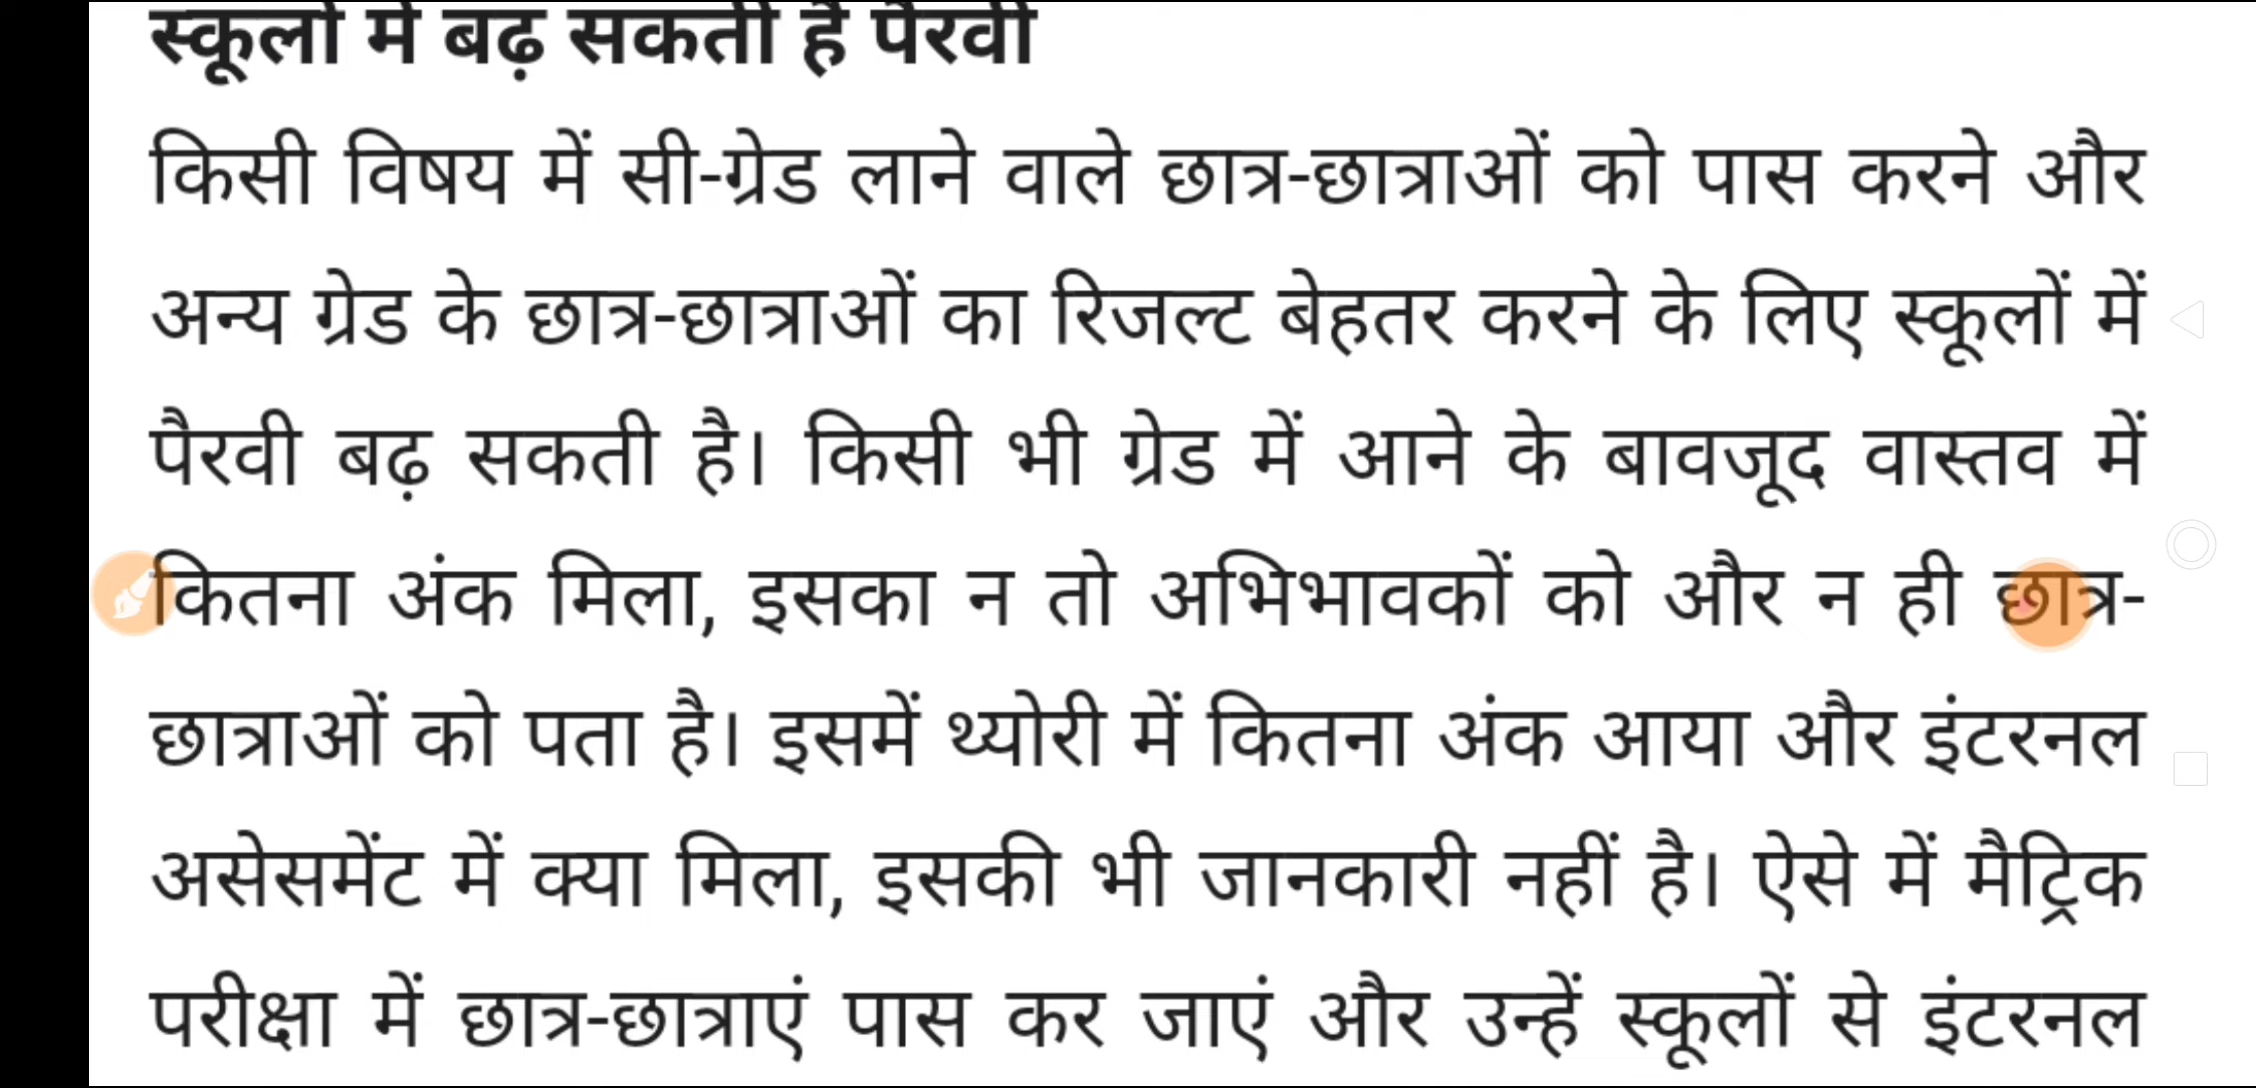 स्कूलों में बढ़ सकती है पैरवी
किसी विषय में सी-ग्रेड लाने वाले छात्र-छात्राओं को पास करने और
अन्य ग्रेड के छात्र-छात्राओं का रिजल्ट बेहतर करने के लिए स्कूलों में
पैरवी बढ़ सकती है। किसी भी ग्रेड में आने के बावजूद वास्तव में
कितना अंक मिला, इसका न तो अभिभावकों को और न ही छात्र-
छात्राओं को पता है। इसमें थ्योरी में कितना अंक आया और इंटरनल
असेसमेंट में क्या मिला, इसकी भी जानकारी नहीं है। ऐसे में मैट्रिक
परीक्षा में छात्र-छात्राएं पास कर जाएं और उन्हें स्कूलों से इंटरनल